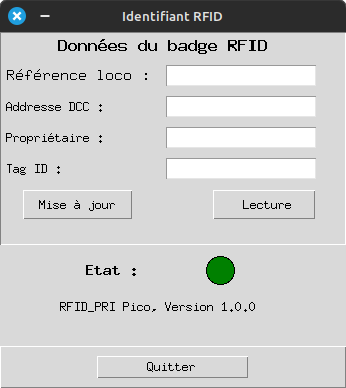 Identifiant RFID
Données du badge RFID
Référence loco :
Addresse DCC :
Propriétaire :
Tag ID :
Mise à jour
Lecture
Etat :
RFID_PRI Pico, Version 1.0.0
Quitter